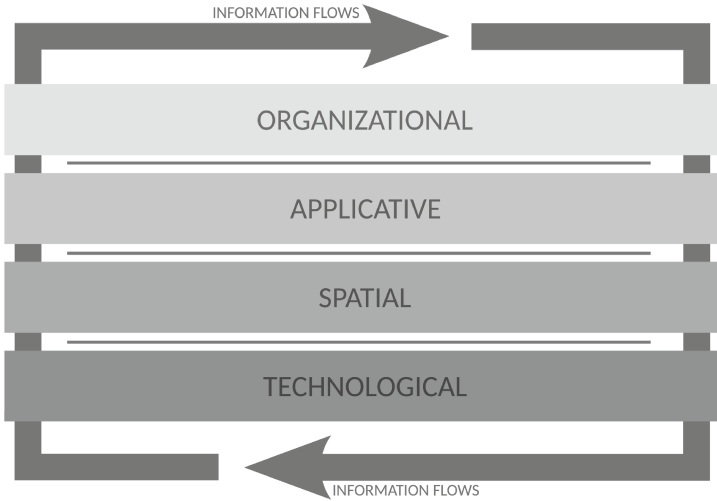 INFORMATION FLOWS
ORGANIZATIONAL
APPLICATIVE
SPATIAL
TECHNOLOGICAL
INFORMATION FLOWS